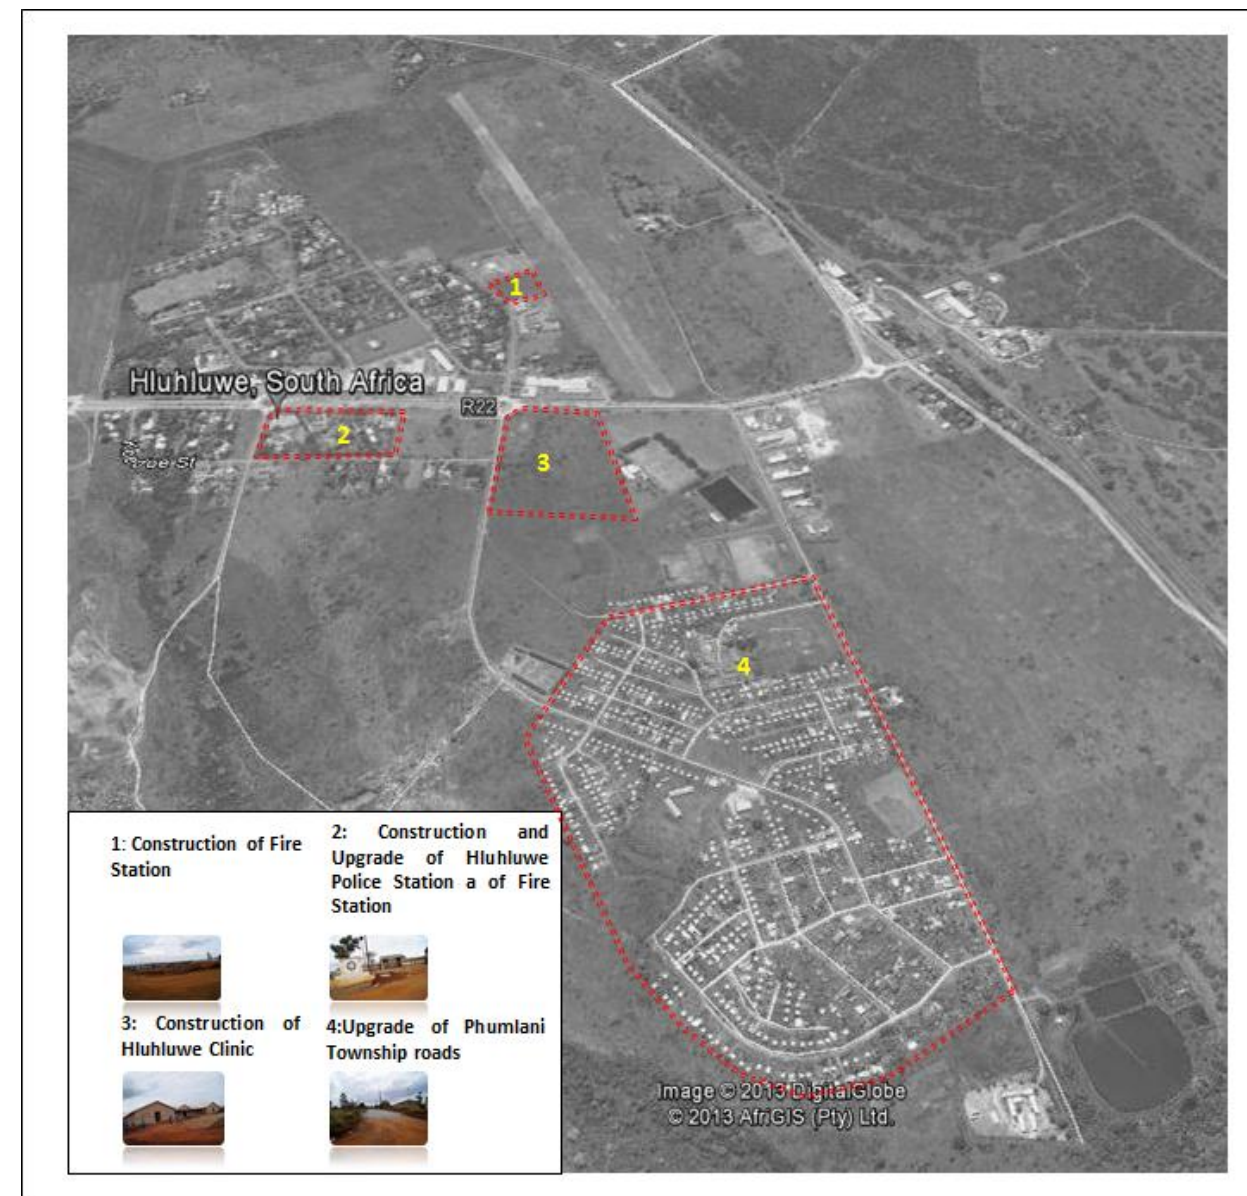 1
Hluhluwe, South Africa
R22
2
3
4
1: Construction of Fire
Station
2: Construction and
Upgrade of Hluhluwe
Police Station a of Fire
Station
3: Construction of
Hluhluwe Clinic
4:Upgrade of Phumlani
Township roads
Image © 2013 DigitalGlobe
© 2013 AfriGIS (Pty) Ltd.